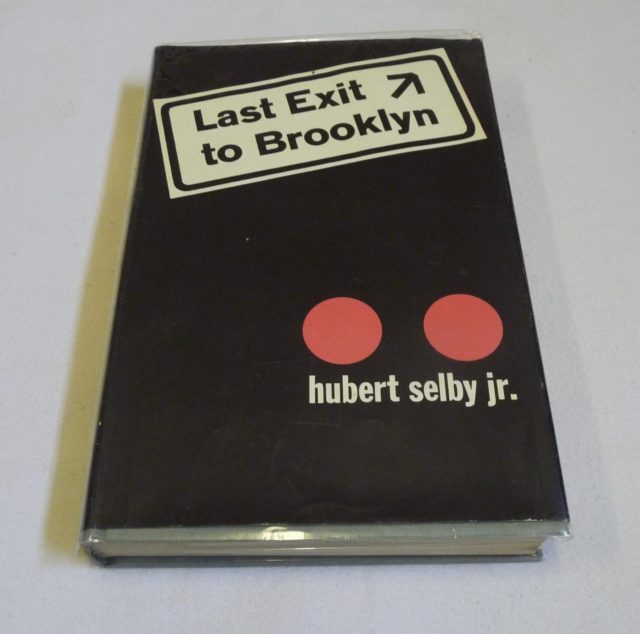 Last Exit ↗
to Brooklyn
hubert selby jr.